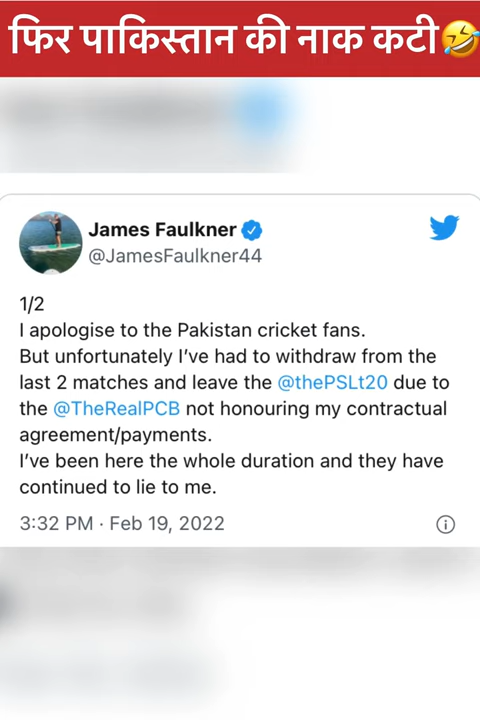 फिर पाकिस्तान की नाक कटी🤣
James Faulkner
@JamesFaulkner44
1/2
I apologise to the Pakistan cricket fans.
But unfortunately I’ve had to withdraw from the
last 2 matches and leave the @thePSLt20 due to
the @TheRealPCB not honouring my contractual
agreement/payments.
I’ve been here the whole duration and they have
continued to lie to me.
3:32 PM · Feb 19, 2022